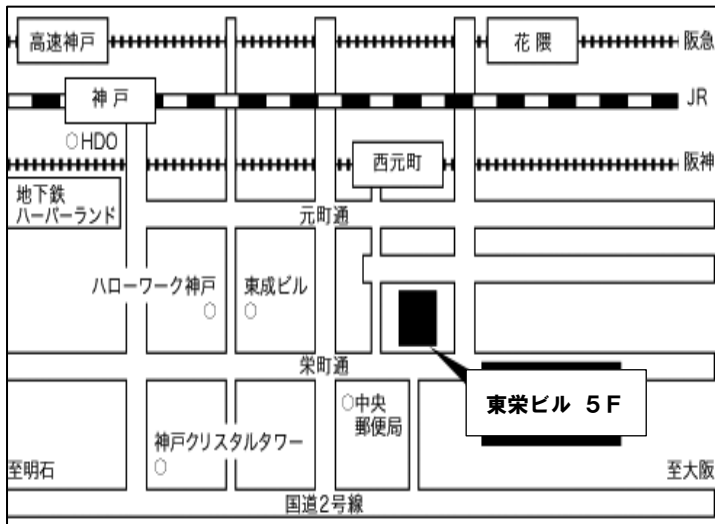 高速神戸
花隈
阪急
神戸
JR
HDO
西元町
阪神
地下鉄
ハーバーランド
元町通
ハローワーク神戸
東成ビル
栄町通
東栄ビル 5F
中央
郵便局
神戸クリスタルタワー
至明石
至大阪
国道2号線